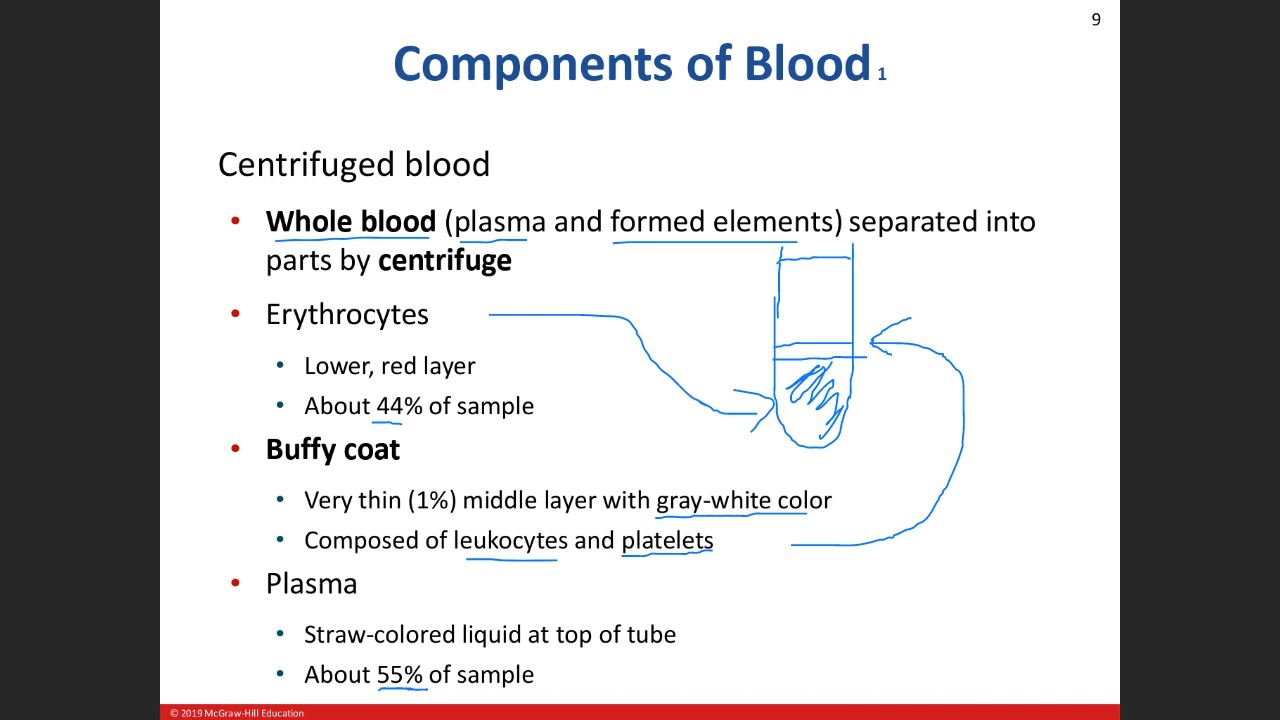 9
Components of Blood 1
Centrifuged blood
• Whole blood (plasma and formed elements) separated into
parts by centrifuge
• Erythrocytes
• Lower, red layer
• About 44% of sample
• Buffy coat
• Very thin (1%) middle layer with gray-white color
• Composed of leukocytes and platelets
• Plasma
• Straw-colored liquid at top of tube
• About 55% of sample
© 2019 McGraw-Hill Education